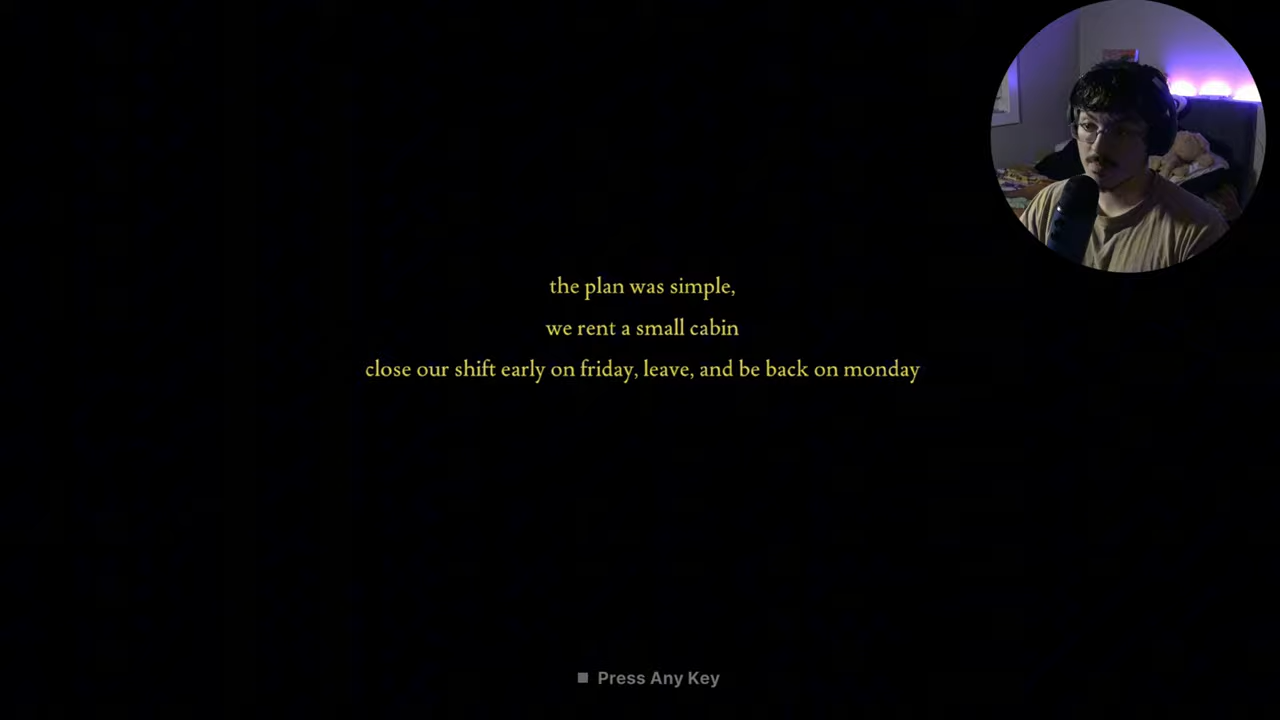 the plan was simple,
we rent a small cabin
close our shift early on friday, leave, and be back on monday
Press Any Key